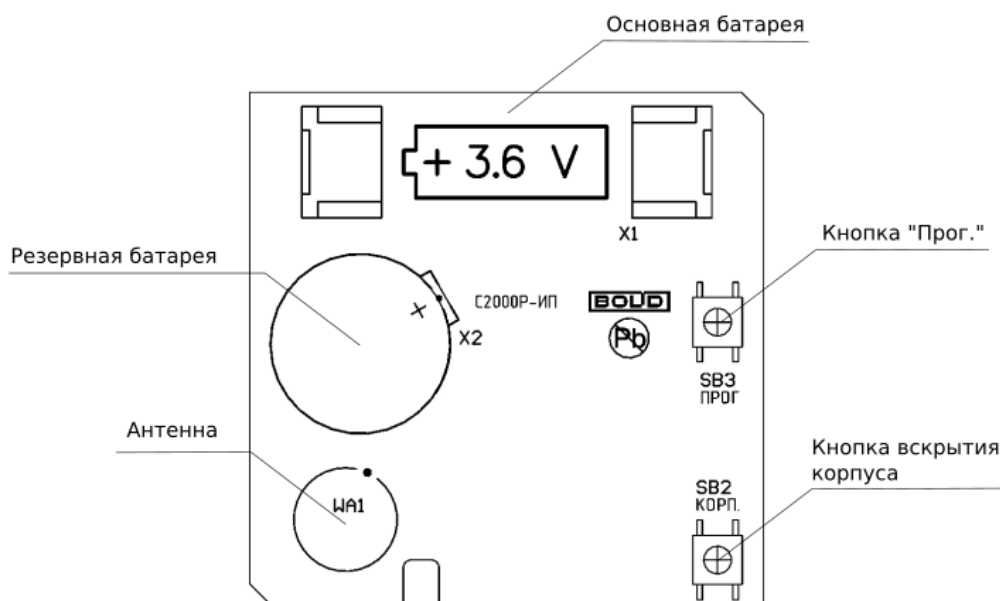 Основная батарея
+ 3.6 V
X1
Кнопка "Прог."
Резервная батарея
С2000Р-ИП
BOLID
Pb
X2
SB3
ПРОГ
Антенна
Кнопка вскрытия
корпуса
SB2
КОРП.
WA1